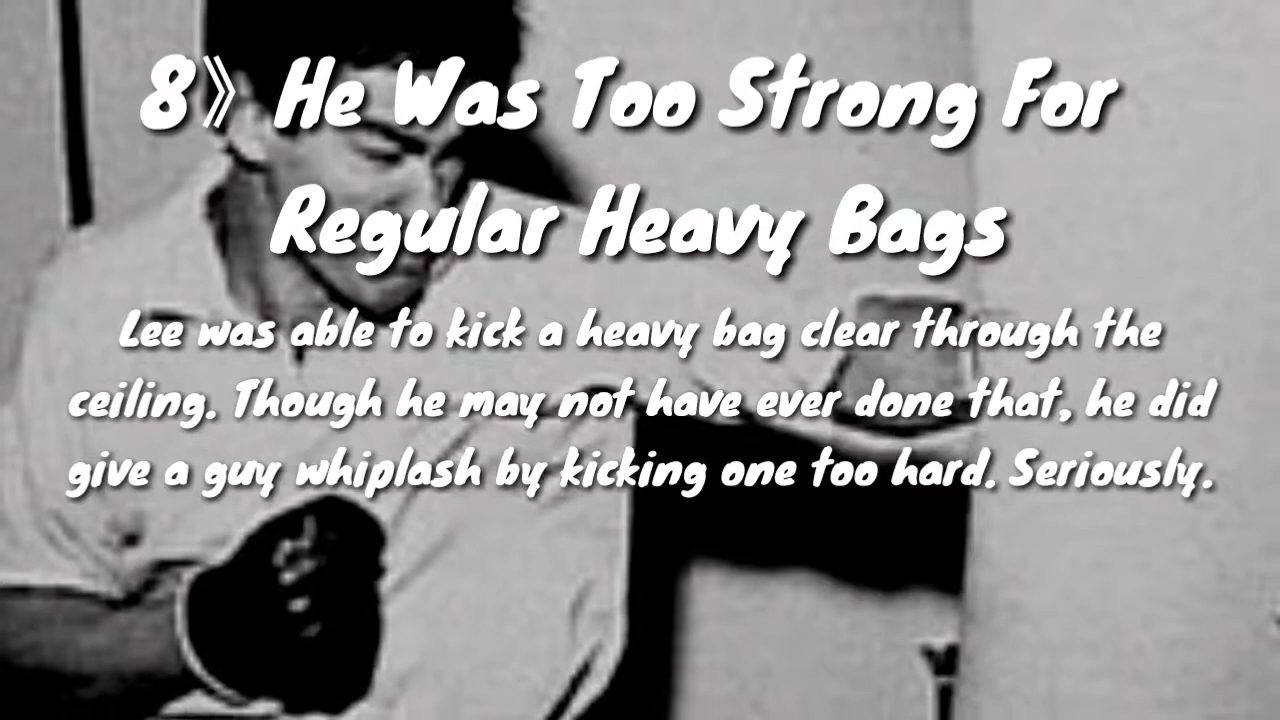 8》He Was Too Strong For
Regular Heavy Bags
Lee was able to kick a heavy bag clear through the
ceiling. Though he may not have ever done that, he did
give a guy whiplash by kicking one too hard. Seriously.